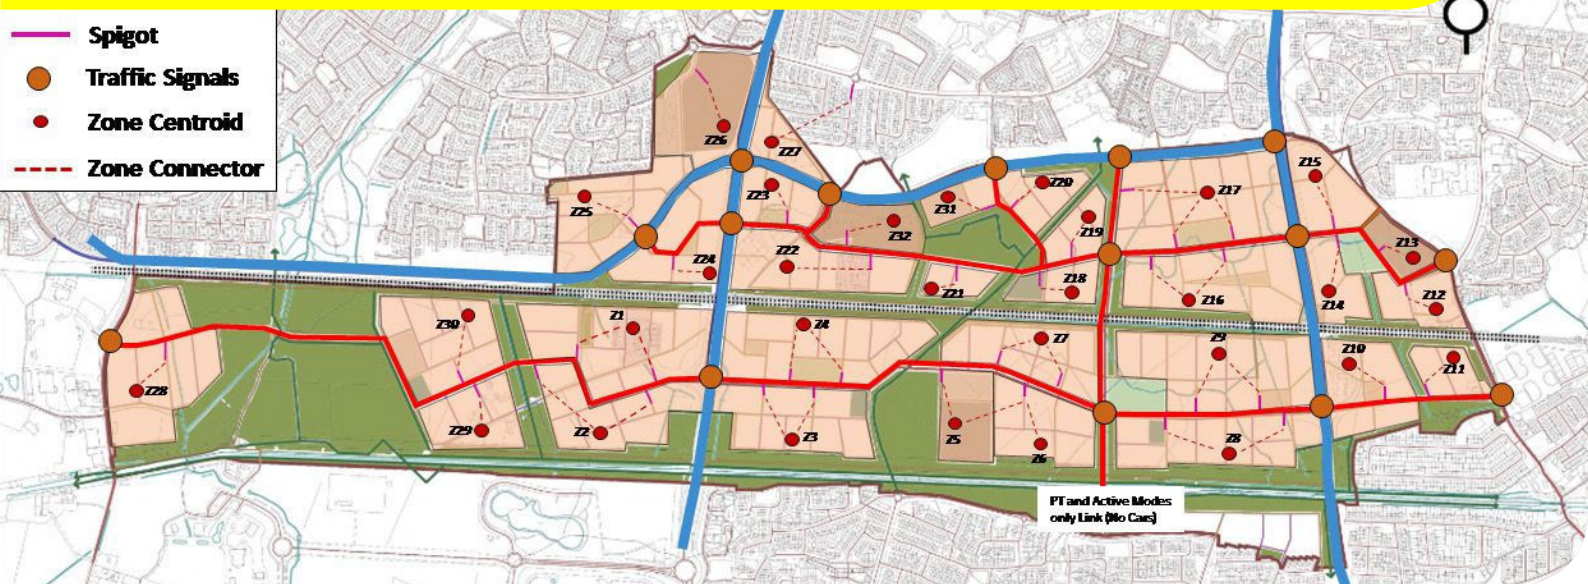 Spigot
Traffic Signals
Zone Centroid
Zone Connector
Z26
Z27
Z15
Z25
Z23
Z20
Z17
Z31
Z32
Z19
Z13
Z24
Z22
Z21
Z18
Z16
Z14
Z12
Z30
Z1
Z4
Z7
Z9
Z10
Z11
Z28
Z29
Z2
Z3
Z5
Z6
Z8
PT and Active Modes
only Link (No Cars)